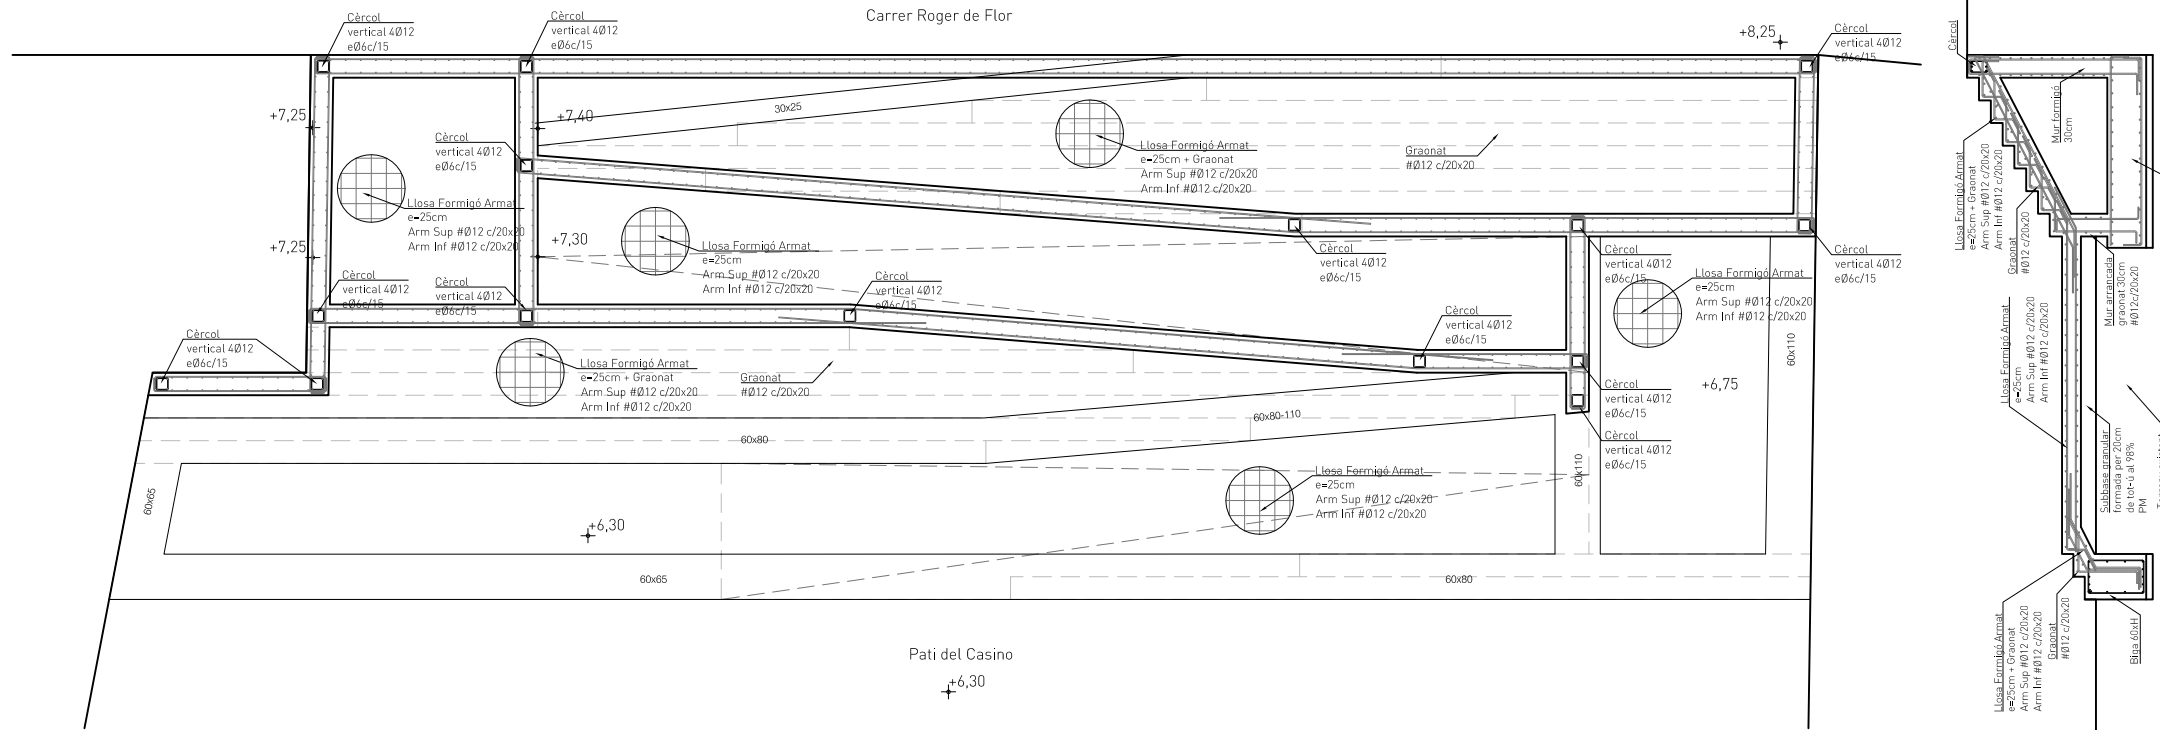 Carrer Roger de Flor
Cèrcol
vertical 4Ø12
eØ6c/15
Cèrcol
vertical 4Ø12
eØ6c/15
+8,25
Cèrcol
vertical 4Ø12
eØ6c/15
+7,25
+7,40
30x25
Cèrcol
vertical 4Ø12
eØ6c/15
Llosa Formigó Armat
e=25cm + Graonat
Arm Sup #Ø12 c/20x20
Arm Inf #Ø12 c/20x20
Graonat
#Ø12 c/20x20
Llosa Formigó Armat
e=25cm
Arm Sup #Ø12 c/20x20
Arm Inf #Ø12 c/20x20
+7,25
+7,30
Llosa Formigó Armat
e=25cm
Arm Sup #Ø12 c/20x20
Arm Inf #Ø12 c/20x20
Cèrcol
vertical 4Ø12
eØ6c/15
Cèrcol
vertical 4Ø12
eØ6c/15
Cèrcol
vertical 4Ø12
eØ6c/15
Cèrcol
vertical 4Ø12
eØ6c/15
Cèrcol
vertical 4Ø12
eØ6c/15
Cèrcol
vertical 4Ø12
eØ6c/15
Llosa Formigó Armat
e=25cm
Arm Sup #Ø12 c/20x20
Arm Inf #Ø12 c/20x20
Cèrcol
vertical 4Ø12
eØ6c/15
Cèrcol
vertical 4Ø12
eØ6c/15
60x110
Llosa Formigó Armat
e=25cm + Graonat
Arm Sup #Ø12 c/20x20
Arm Inf #Ø12 c/20x20
Graonat
#Ø12 c/20x20
+6,75
Cèrcol
vertical 4Ø12
eØ6c/15
Cèrcol
vertical 4Ø12
eØ6c/15
60x80-110
60x80
60x110
Llosa Formigó Armat
e=25cm
Arm Sup #Ø12 c/20x20
Arm Inf #Ø12 c/20x20
60x65
+6,30
60x65
60x80
Pati del Casino
+6,30
Cèrcol
Mur formigó
30cm
Llosa Formigó Armat
e=25cm + Graonat
Arm Sup #Ø12 c/20x20
Arm Inf #Ø12 c/20x20
Graonat
#Ø12 c/20x20
Mur arrancada
graonat 30cm
#Ø12c/20x20
Llosa Formigó Armat
e=25cm
Arm Sup #Ø12 c/20x20
Arm Inf #Ø12 c/20x20
Subbase granular
formada per 20cm
de tot-ú al 98%
PM
Llosa Formigó Armat
e=25cm + Graonat
Arm Sup #Ø12 c/20x20
Arm Inf #Ø12 c/20x20
Graonat
#Ø12 c/20x20
Biga 60xH